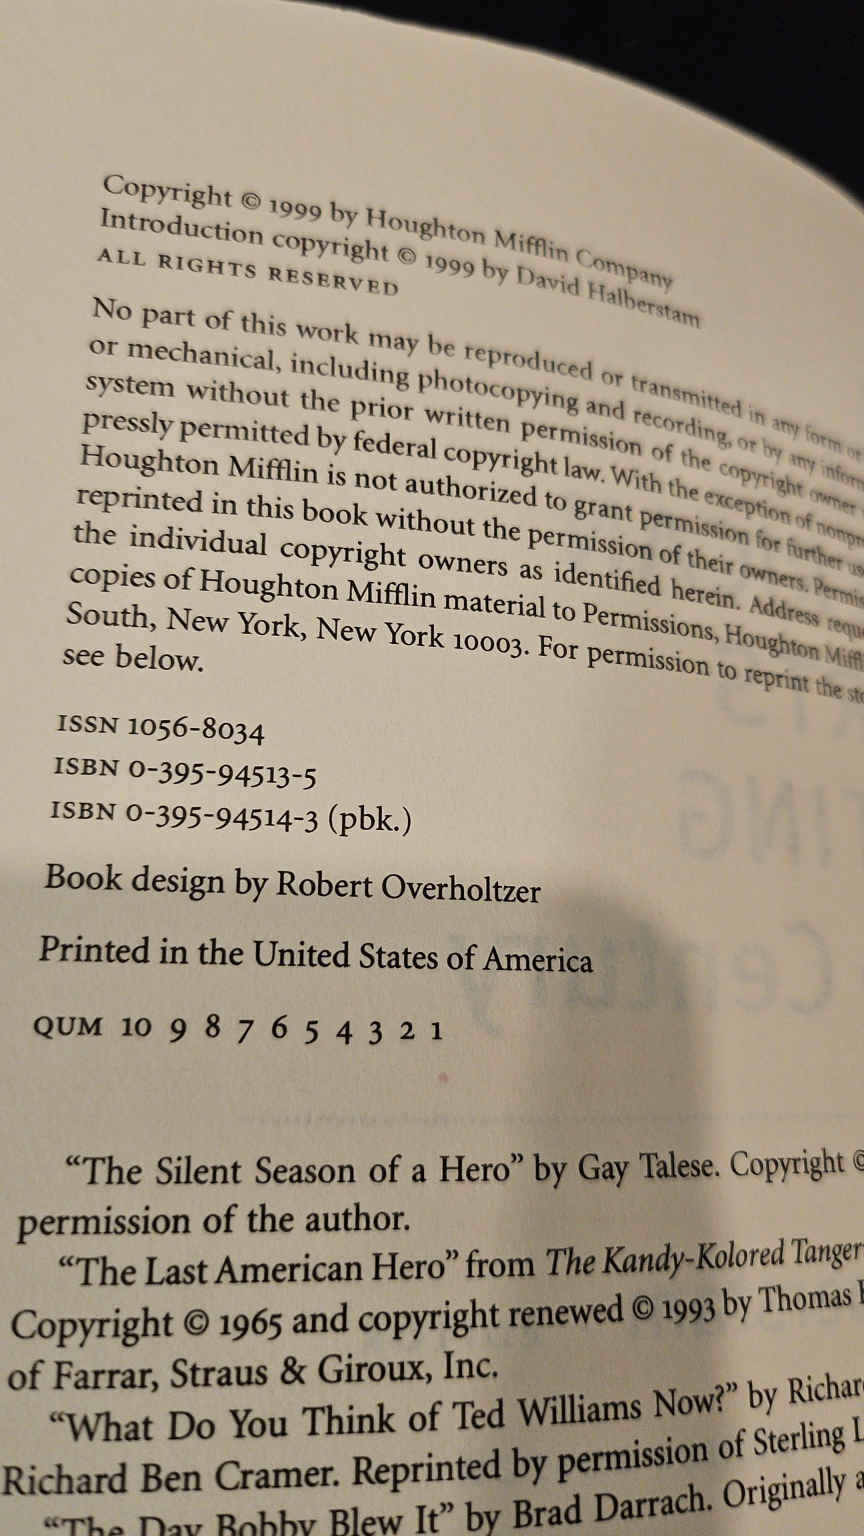 Copyright © 1999 by Houghton Mifflin Company
Introduction copyright © 1999 by David Halberstam
ALL RIGHTS RESERVED
No part of this work may be reproduced or transmitted in any form or
or mechanical, including photocopying and recording, or by any
system without the prior written permission of the copyright owner
pressly permitted by federal copyright law. With the exception of
Houghton Mifflin is not authorized to grant permission for further
reprinted in this book without the permission of their owners.
the individual copyright owners as identified herein. Address
copies of Houghton Mifflin material to Permissions, Houghton
South, New York, New York 10003. For permission to reprint the
see below.
ISSN 1056-8034
ISBN 0-395-94513-5
ISBN 0-395-94514-3 (pbk.)
Book design by Robert Overholtzer
Printed in the United States of America
QUM 10 9 8 7 6 5 4 3 2 1
“The Silent Season of a Hero” by Gay Talese. Copyright ©
permission of the author.
“The Last American Hero” from The Kandy-Kolored
Copyright © 1965 and copyright renewed © 1993 by Thomas
of Farrar, Straus & Giroux, Inc.
“What Do You Think of Ted Williams Now?” by
Richard Ben Cramer. Reprinted by permission of Sterling
“The Day Bobby Blew It” by Brad Darrach. Originally